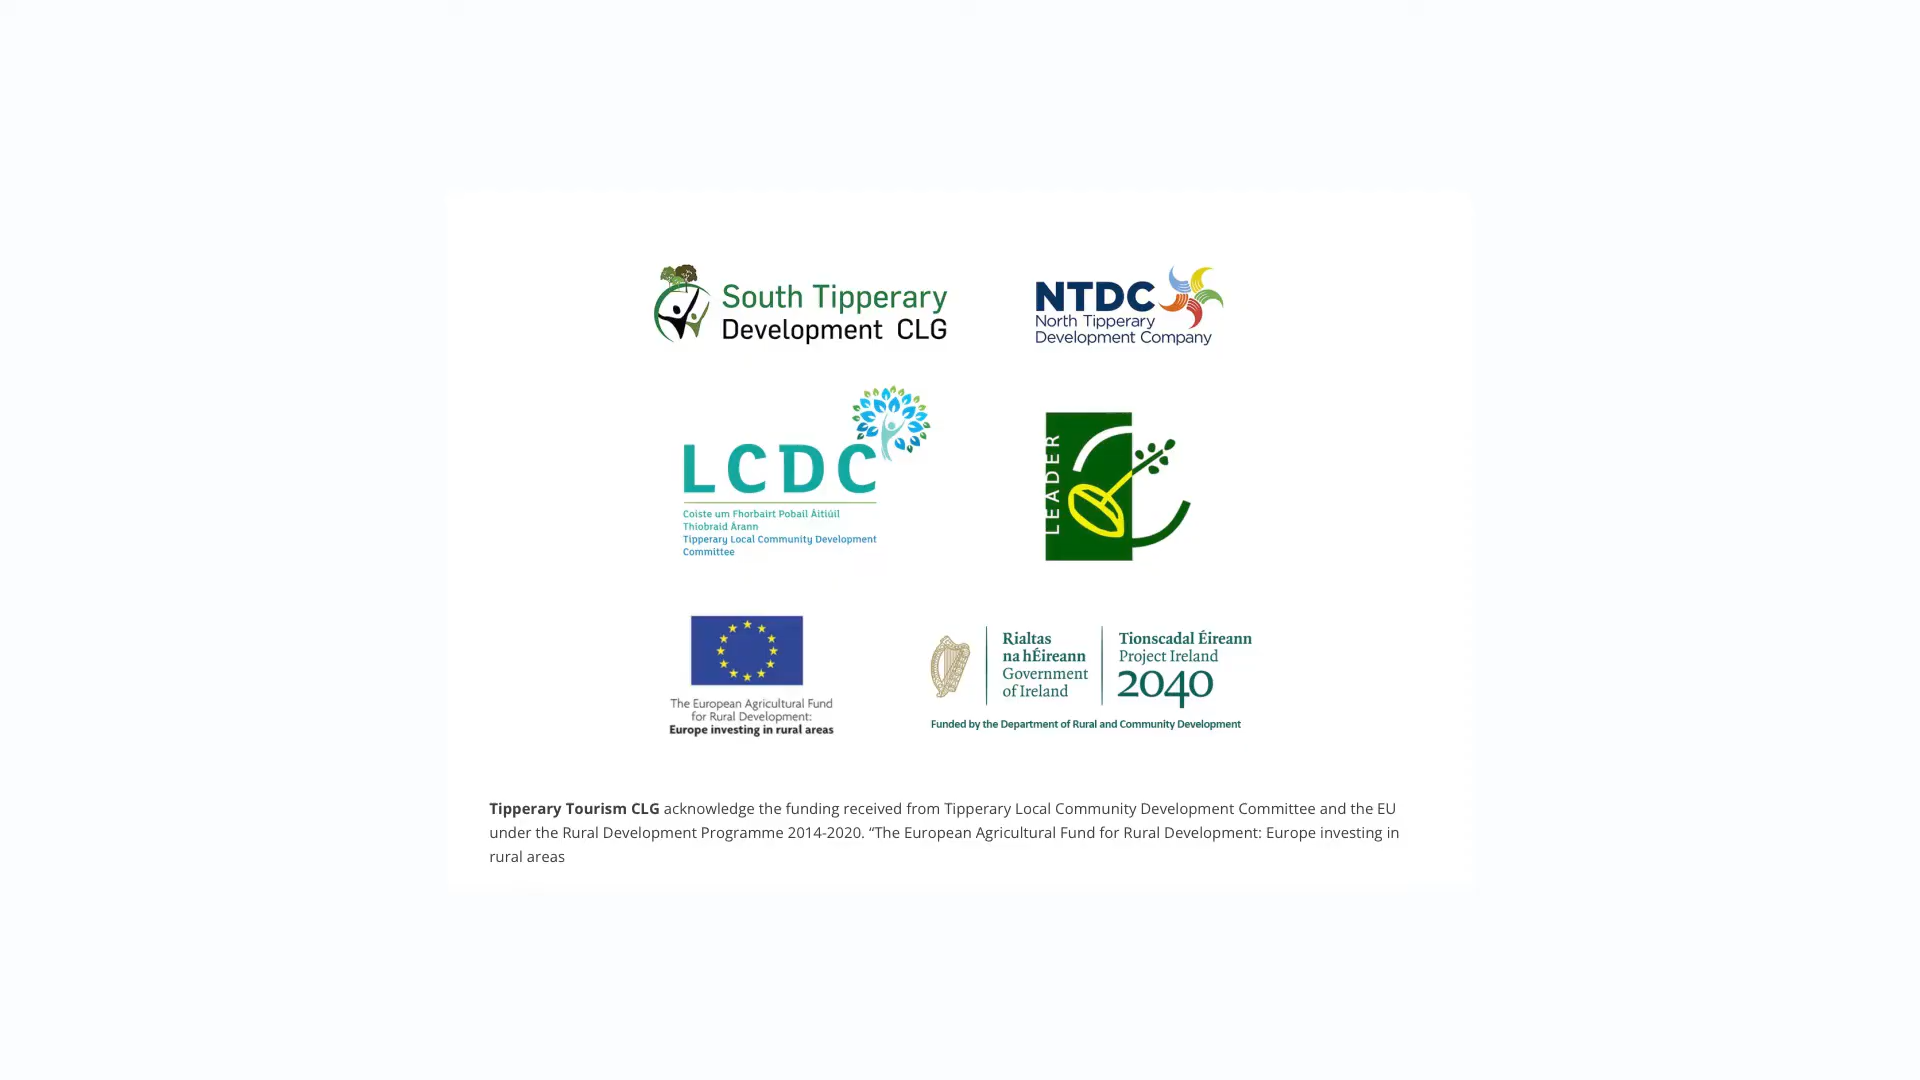 South Tipperary
Development CLG
NTDC
North Tipperary
Development Company
LCDC
Coiste um Fhorbairt Pobail Áitiúil
Thiobraid Árann
Tipperary Local Community Development
Committee
LEADER
The European Agricultural Fund
for Rural Development:
Europe investing in rural areas
Rialtas
na hÉireann
Government
of Ireland
Tionscadal Éireann
Project Ireland
2040
Funded by the Department of Rural and Community Development
Tipperary Tourism CLG acknowledge the funding received from Tipperary Local Community Development Committee and the EU
under the Rural Development Programme 2014-2020. “The European Agricultural Fund for Rural Development: Europe investing in
rural areas